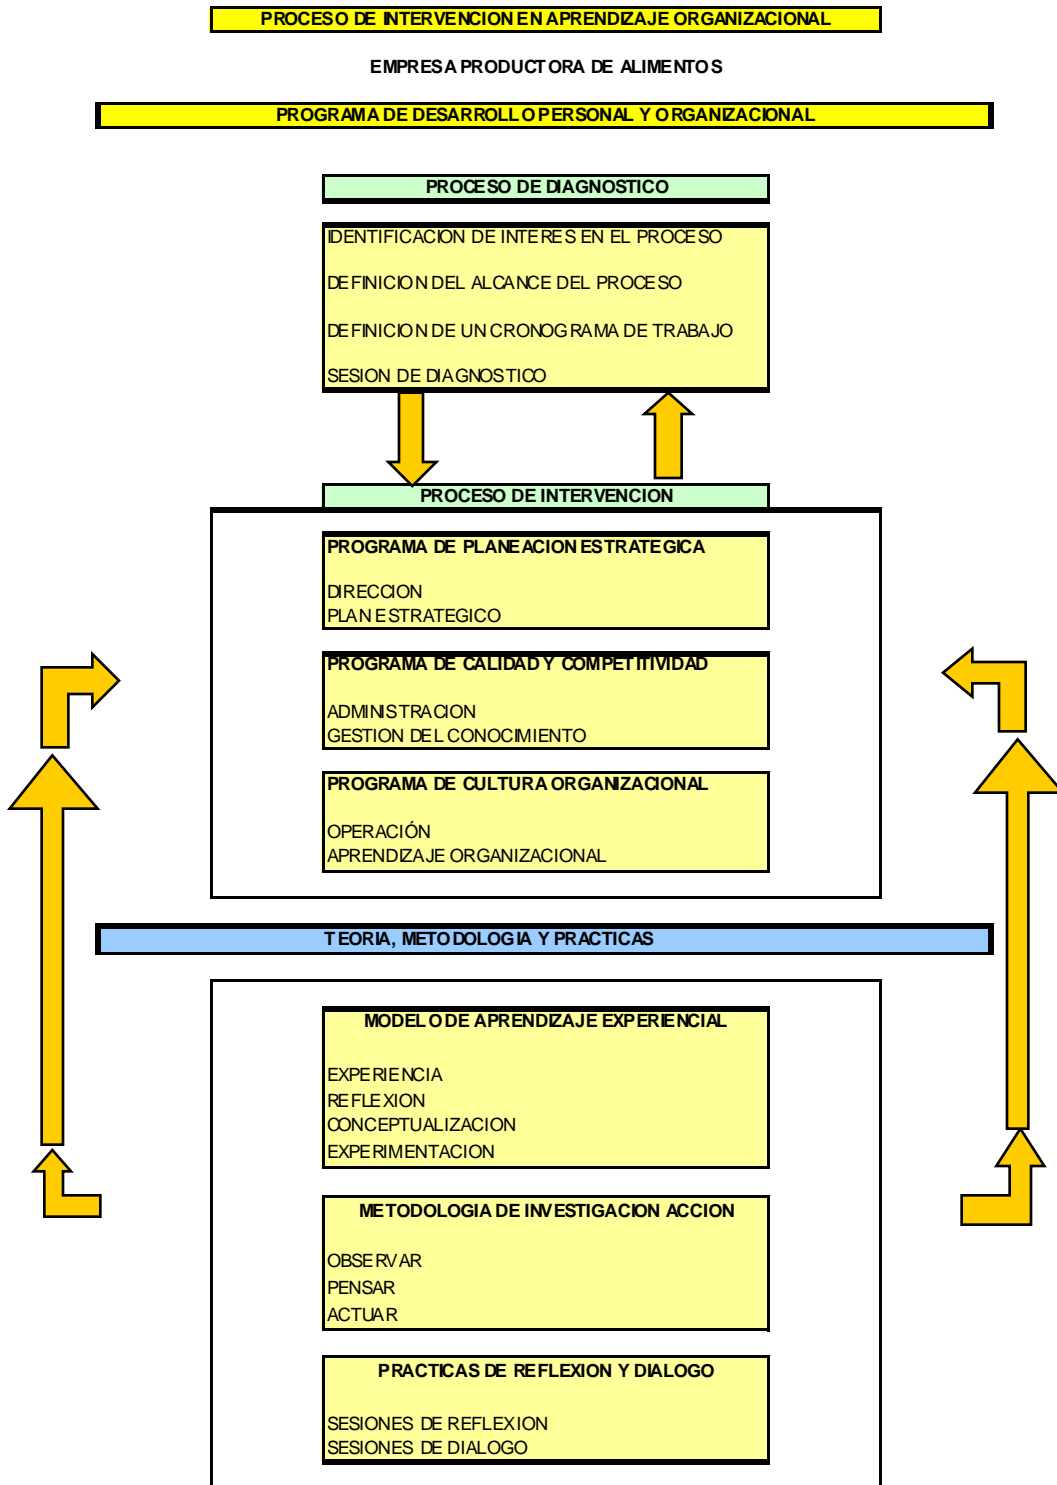 PROCESO DE INTERVENCION EN APRENDIZAJE ORGANIZACIONAL
EMPRESA PRODUCTORA DE ALIMENTOS
PROGRAMA DE DESARROLLO PERSONAL Y ORGANIZACIONAL
PROCESO DE DIAGNOSTICO
IDENTIFICACION DE INTERES EN EL PROCESO
DEFINICION DEL ALCANCE DEL PROCESO
DEFINICION DE UN CRONOGRAMA DE TRABAJO
SESION DE DIAGNOSTICO
PROCESO DE INTERVENCION
PROGRAMA DE PLANEACION ESTRATEGICA
DIRECCION
PLAN ESTRATEGICO
PROGRAMA DE CALIDAD Y COMPETITIVIDAD
ADMINISTRACION
GESTION DEL CONOCIMIENTO
PROGRAMA DE CULTURA ORGANIZACIONAL
OPERACIÓN
APRENDIZAJE ORGANIZACIONAL
TEORIA, METODOLOGIA Y PRACTICAS
MODELO DE APRENDIZAJE EXPERIENCIAL
EXPERIENCIA
REFLEXION
CONCEPTUALIZACION
EXPERIMENTACION
METODOLOGIA DE INVESTIGACION ACCION
OBSERVAR
PENSAR
ACTUAR
PRACTICAS DE REFLEXION Y DIALOGO
SESIONES DE REFLEXION
SESIONES DE DIALOGO